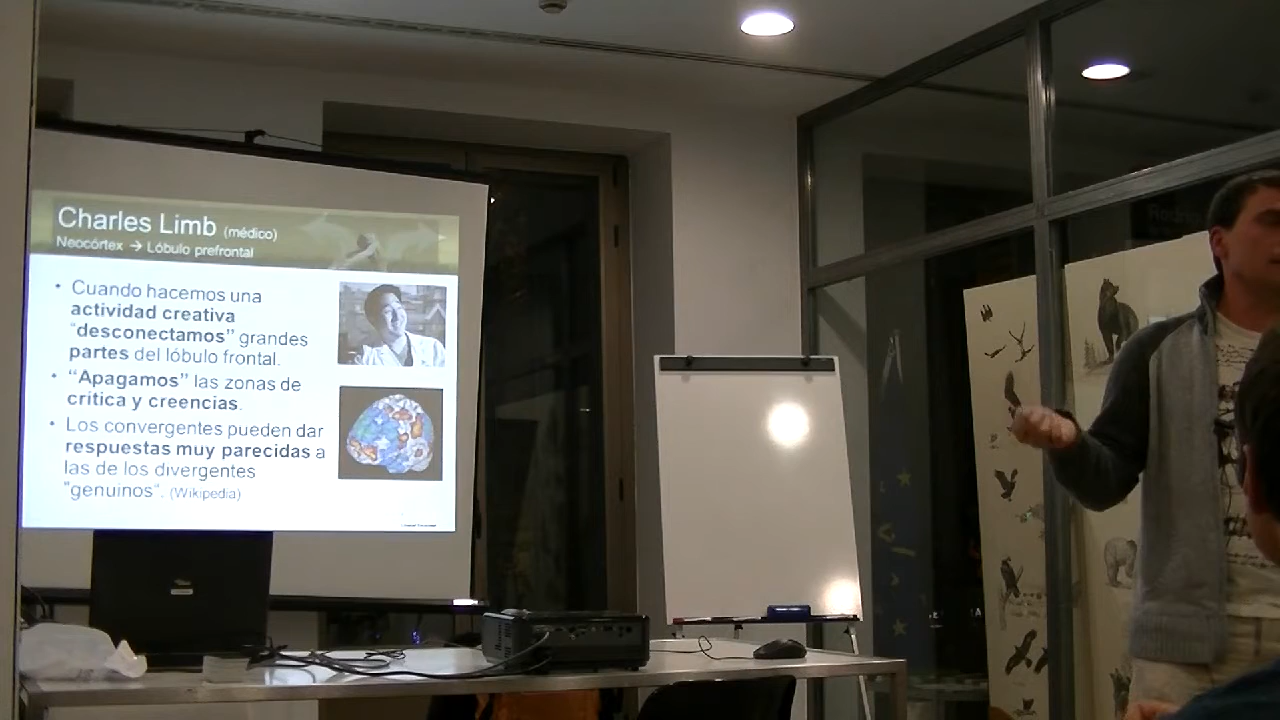 Charles Limb (médico)
Neocórtex → Lóbulo prefrontal
• Cuando hacemos una
actividad creativa
"desconectamos" grandes
partes del lóbulo frontal.
• "Apagamos" las zonas de
crítica y creencias.
• Los convergentes pueden dar
respuestas muy parecidas a
las de los divergentes
"genuinos". (Wikipedia)